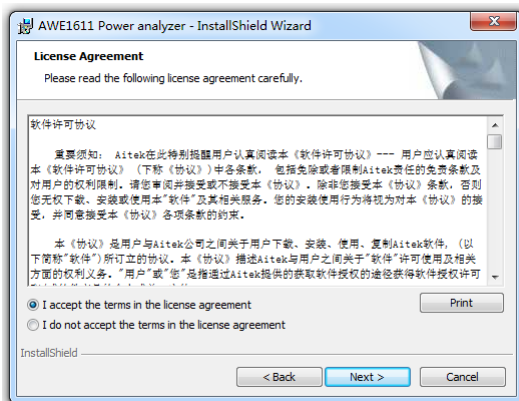 AWE1611 Power analyzer - InstallShield Wizard
License Agreement
Please read the following license agreement carefully.
软件许可协议
重要须知: Aitek在此特别提醒用户认真阅读本《软件许可协议》--- 用户应认真阅读
本《软件许可协议》(下称《协议》)中各条款, 包括免除或者限制Aitek责任的免责条款及
对用户的权利限制。请您审阅并接受或不接受本《协议》。除非您接受本《协议》条款, 否则
您无权下载、安装或使用本"软件"及其相关服务。您的安装使用行为将视为对本《协议》的接
受, 并同意接受本《协议》各项条款的约束。
本《协议》是用户与Aitek公司之间关于用户下载、安装、使用、复制Aitek软件, (以
下简称"软件")所订立的协议。本《协议》描述Aitek与用户之间关于"软件"许可使用及相关
方面的权利义务。"用户"或"您"是指通过Aitek提供的获取软件授权的途径获得软件授权许可
I accept the terms in the license agreement
Print
I do not accept the terms in the license agreement
InstallShield
< Back
Next >
Cancel